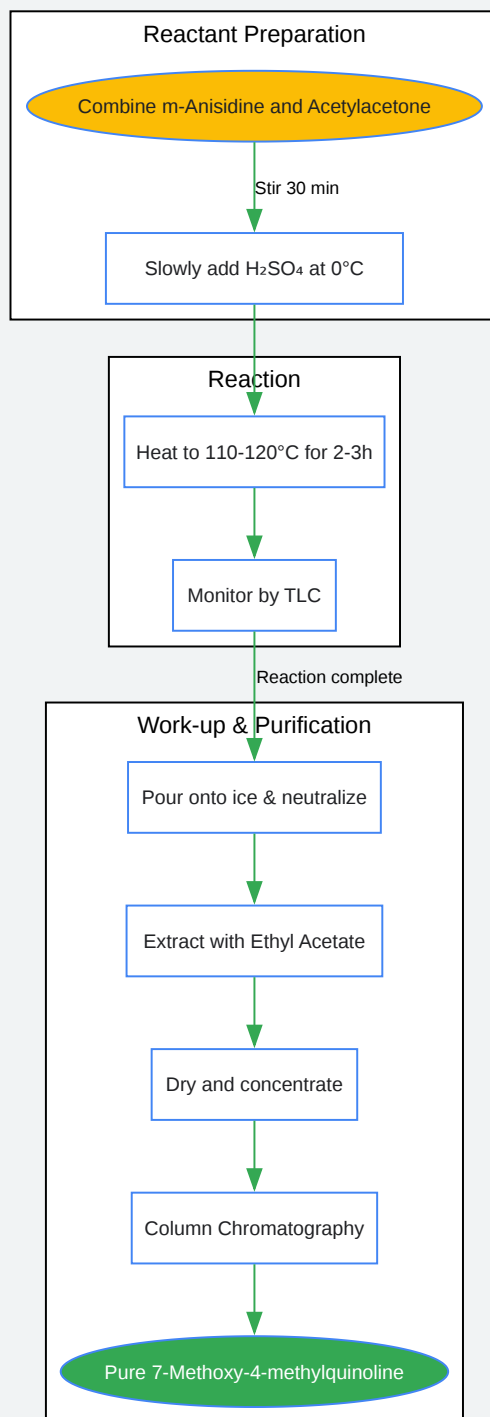 Reactant Preparation
Combine m-Anisidine and Acetylacetone
Stir 30 min
Slowly add H₂SO₄ at 0°C
Reaction
Heat to 110-120°C for 2-3h
Monitor by TLC
Reaction complete
Work-up & Purification
Pour onto ice & neutralize
Extract with Ethyl Acetate
Dry and concentrate
Column Chromatography
Pure 7-Methoxy-4-methylquinoline